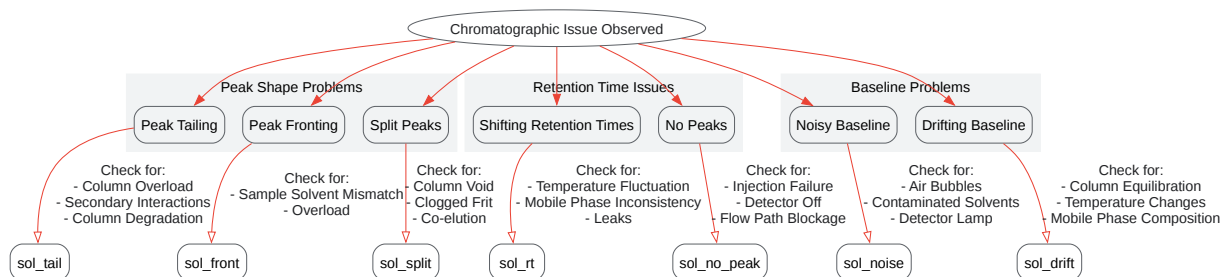 Chromatographic Issue Observed
Peak Shape Problems
Retention Time Issues
Baseline Problems
Peak Tailing
Peak Fronting
Split Peaks
Shifting Retention Times
No Peaks
Noisy Baseline
Drifting Baseline
Check for:
- Column Overload
- Secondary Interactions
- Column Degradation
Check for:
- Sample Solvent Mismatch
- Overload
Check for:
- Column Void
- Clogged Frit
- Co-elution
Check for:
- Temperature Fluctuation
- Mobile Phase Inconsistency
- Leaks
Check for:
- Injection Failure
- Detector Off
- Flow Path Blockage
Check for:
- Air Bubbles
- Contaminated Solvents
- Detector Lamp
Check for:
- Column Equilibration
- Temperature Changes
- Mobile Phase Composition
sol_tail
sol_front
sol_split
sol_rt
sol_no_peak
sol_noise
sol_drift